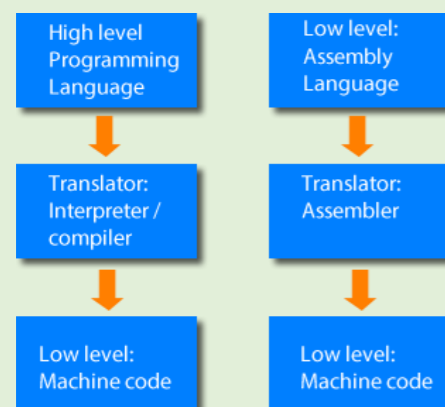 High level
Programming
Language
Low level:
Assembly
Language
Translator:
Interpreter /
compiler
Translator:
Assembler
Low level:
Machine code
Low level:
Machine code